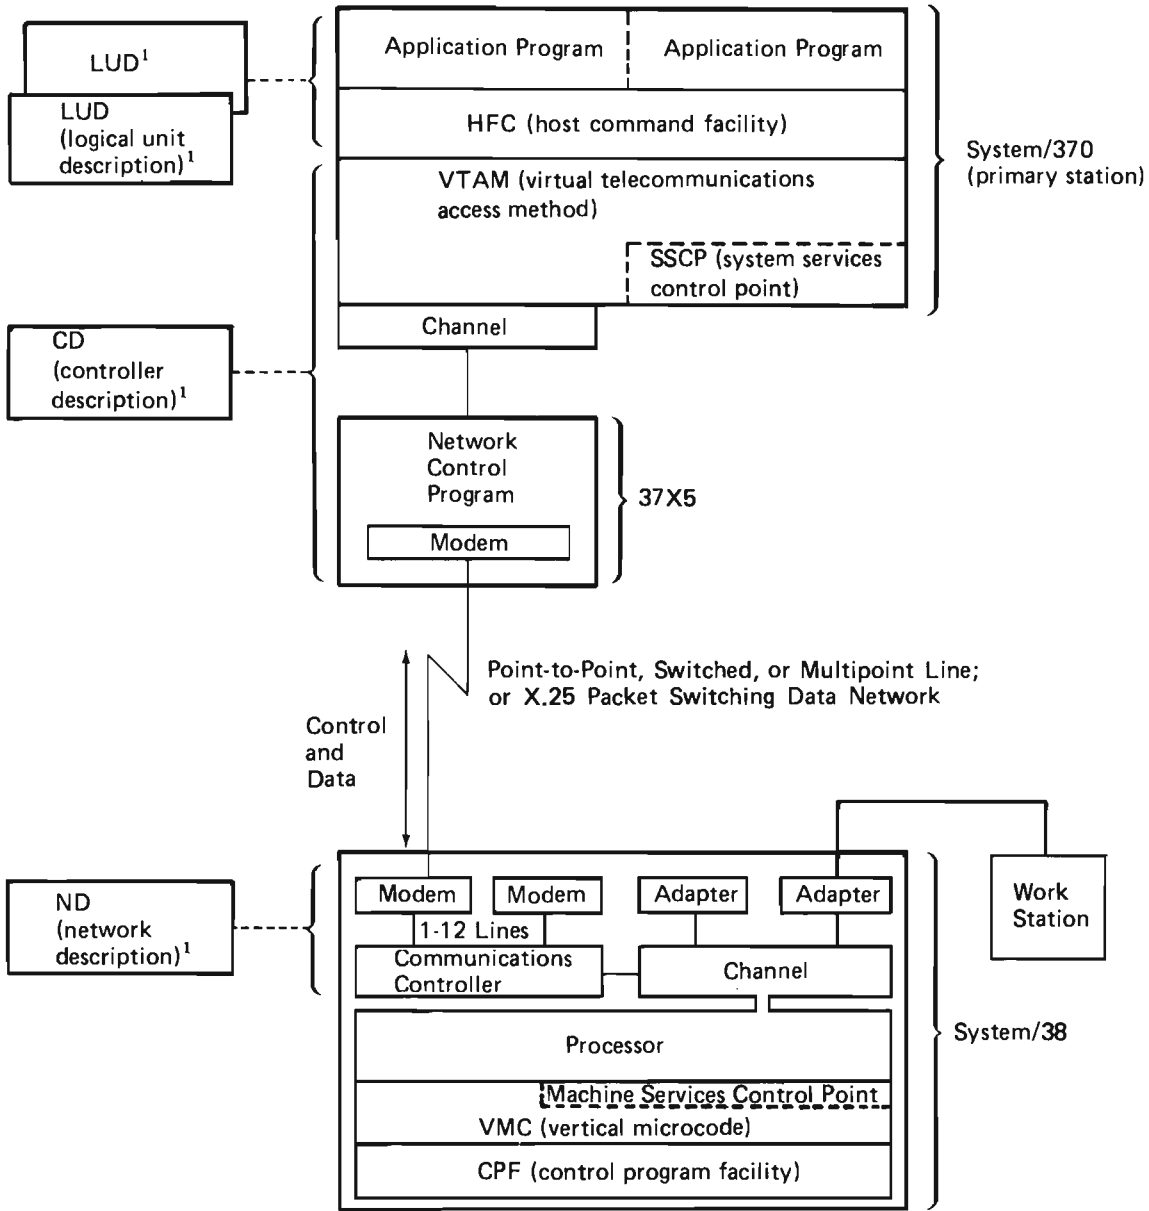 LUD¹
LUD
(logical unit
description)¹
Application Program
Application Program
HFC (host command facility)
VTAM (virtual telecommunications
access method)
SSCP (system services
control point)
System/370
(primary station)
Channel
CD
(controller
description)¹
Network
Control
Program
Modem
37X5
Point-to-Point, Switched, or Multipoint Line;
or X.25 Packet Switching Data Network
Control
and
Data
ND
(network
description)¹
Modem
Modem
Adapter
Adapter
1-12 Lines
Communications
Controller
Channel
Work
Station
Processor
Machine Services Control Point
VMC (vertical microcode)
CPF (control program facility)
System/38